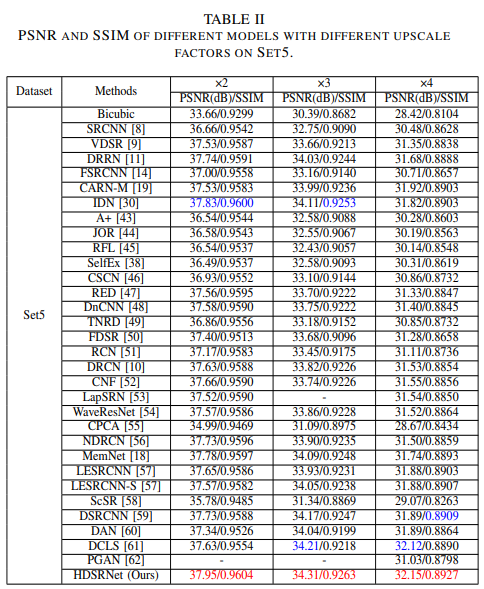 TABLE II
PSNR AND SSIM OF DIFFERENT MODELS WITH DIFFERENT UPSCALE
FACTORS ON SET5.
Dataset Methods ×2 ×3 ×4
PSNR(dB)/SSIM PSNR(dB)/SSIM PSNR(dB)/SSIM
Set5
Bicubic 33.66/0.9299 30.39/0.8682 28.42/0.8104
SRCNN [8] 36.66/0.9542 32.75/0.9090 30.48/0.8628
VDSR [9] 37.53/0.9587 33.66/0.9213 31.35/0.8838
DRRN [11] 37.74/0.9591 34.03/0.9244 31.68/0.8888
FSRCNN [14] 37.00/0.9558 33.16/0.9140 30.71/0.8657
CARN-M [19] 37.53/0.9583 33.99/0.9236 31.92/0.8903
IDN [30] 37.83/0.9600 34.11/0.9253 31.82/0.8903
A+ [43] 36.54/0.9544 32.58/0.9088 30.28/0.8603
JOR [44] 36.58/0.9543 32.55/0.9067 30.19/0.8563
RFL [45] 36.54/0.9537 32.43/0.9057 30.14/0.8548
SelfEx [38] 36.49/0.9537 32.58/0.9093 30.31/0.8619
CSCN [46] 36.93/0.9552 33.10/0.9144 30.86/0.8732
RED [47] 37.56/0.9595 33.70/0.9222 31.33/0.8847
DnCNN [48] 37.58/0.9590 33.75/0.9222 31.40/0.8845
TNRD [49] 36.86/0.9556 33.18/0.9152 30.85/0.8732
FDSR [50] 37.40/0.9513 33.68/0.9096 31.28/0.8658
RCN [51] 37.17/0.9583 33.45/0.9175 31.11/0.8736
DRCN [10] 37.63/0.9588 33.82/0.9226 31.53/0.8854
CNF [52] 37.66/0.9590 33.74/0.9226 31.55/0.8856
LapSRN [53] 37.52/0.9590 - 31.54/0.8850
WaveResNet [54] 37.57/0.9586 33.86/0.9228 31.52/0.8864
CPCA [55] 34.99/0.9469 31.09/0.8975 28.67/0.8434
NDRCN [56] 37.73/0.9596 33.90/0.9235 31.50/0.8859
MemNet [18] 37.78/0.9597 34.09/0.9248 31.74/0.8893
LESRCNN [57] 37.65/0.9586 33.93/0.9231 31.88/0.8903
LESRCNN-S [57] 37.57/0.9582 34.05/0.9238 31.88/0.8907
ScSR [58] 35.78/0.9485 31.34/0.8869 29.07/0.8263
DSRCNN [59] 37.73/0.9588 34.17/0.9247 31.89/0.8909
DAN [60] 37.34/0.9526 34.04/0.9199 31.89/0.8864
DCLS [61] 37.63/0.9554 34.21/0.9218 32.12/0.8890
PGAN [62] - - 31.03/0.8798
HDSRNet (Ours) 37.95/0.9604 34.31/0.9263 32.15/0.8927